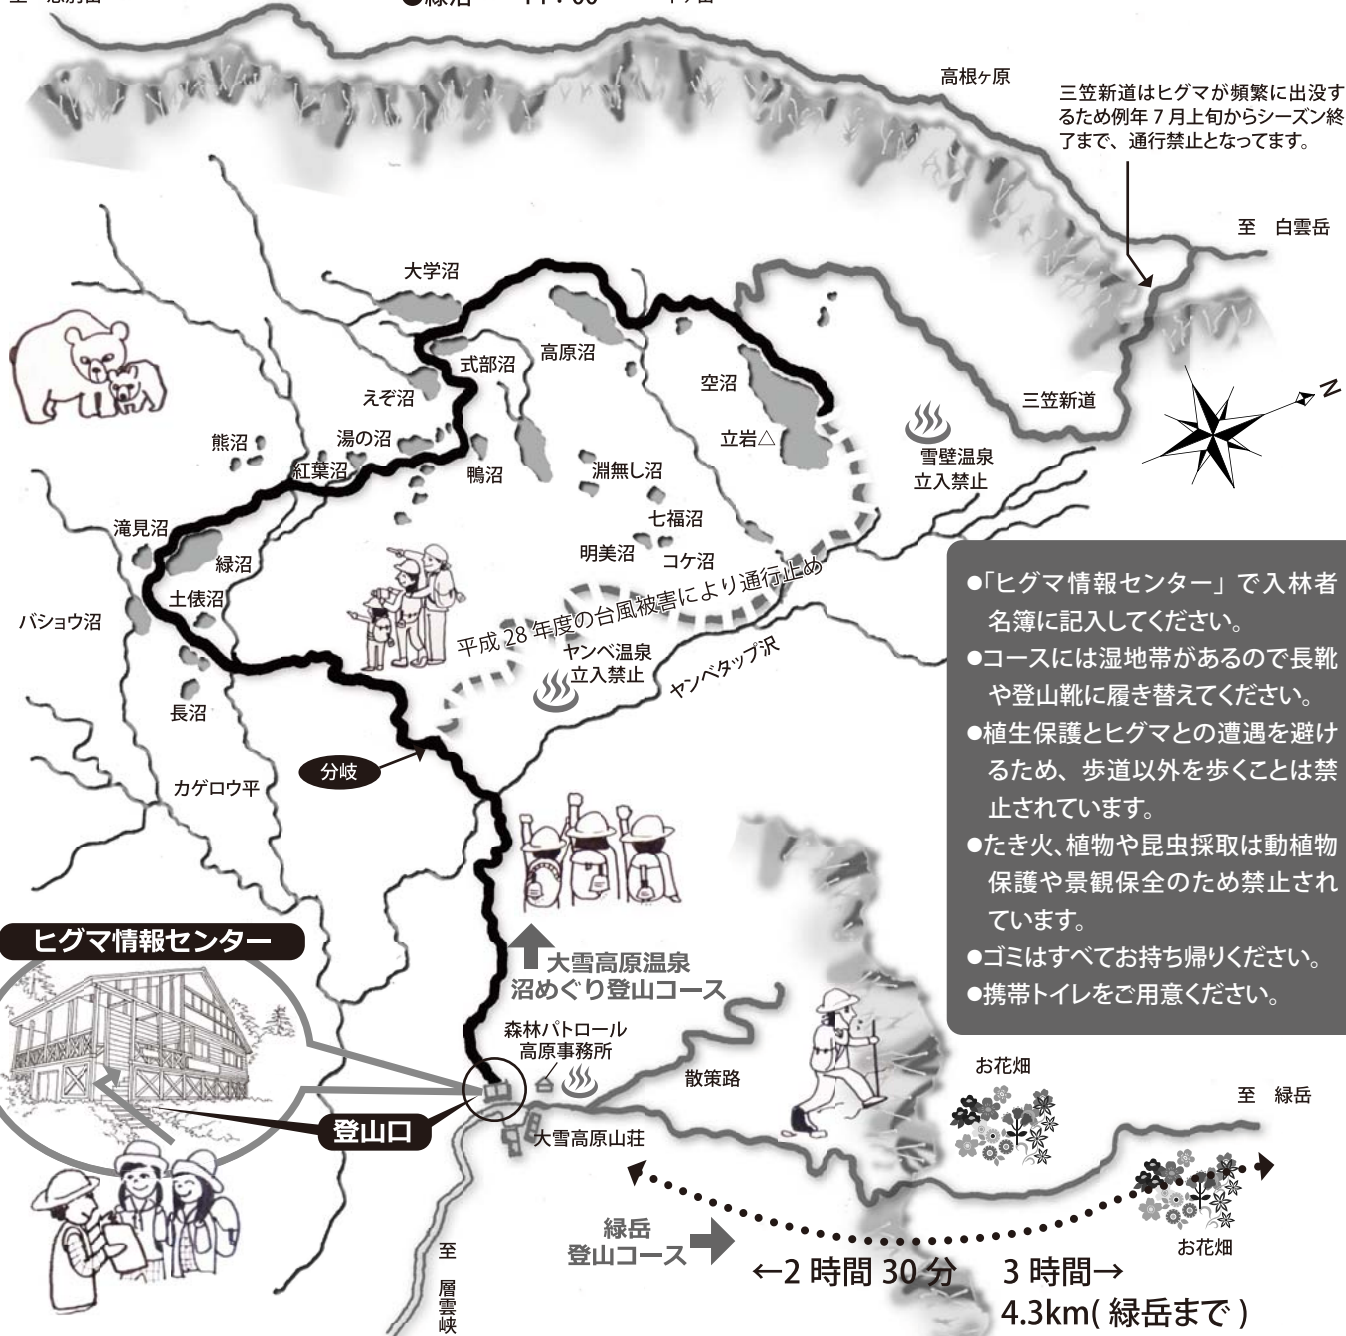 ●緑沼 11：00
高根ヶ原
三笠新道はヒグマが頻繁に出没す
るため例年７月上旬からシーズン終
了まで、通行禁止となってます。
至　白雲岳
大学沼
式部沼
高原沼
空沼
えぞ沼
三笠新道
N
熊沼
湯の沼
紅葉沼
鴨沼
立岩△
淵無し沼
雪壁温泉
立入禁止
滝見沼
緑沼
七福沼
明美沼
コケ沼
土俵沼
バショウ沼
平成 28 年度の台風被害により通行止め
ヤンベ温泉
立入禁止
ヤンベタップ沢
長沼
分岐
カゲロウ平
●「ヒグマ情報センター」で入林者
名簿に記入してください。
●コースには湿地帯があるので長靴
や登山靴に履き替えてください。
●植生保護とヒグマとの遭遇を避け
るため、歩道以外を歩くことは禁
止されています。
●たき火、植物や昆虫採取は動植物
保護や景観保全のため禁止され
ています。
●ゴミはすべてお持ち帰りください。
●携帯トイレをご用意ください。
ヒグマ情報センター
大雪高原温泉
沼めぐり登山コース
森林パトロール
高原事務所
散策路
お花畑
至　緑岳
登山口
大雪高原山荘
緑岳
登山コース
お花畑
至　層雲峡
←2 時間 30 分
3 時間→
4.3km( 緑岳まで )